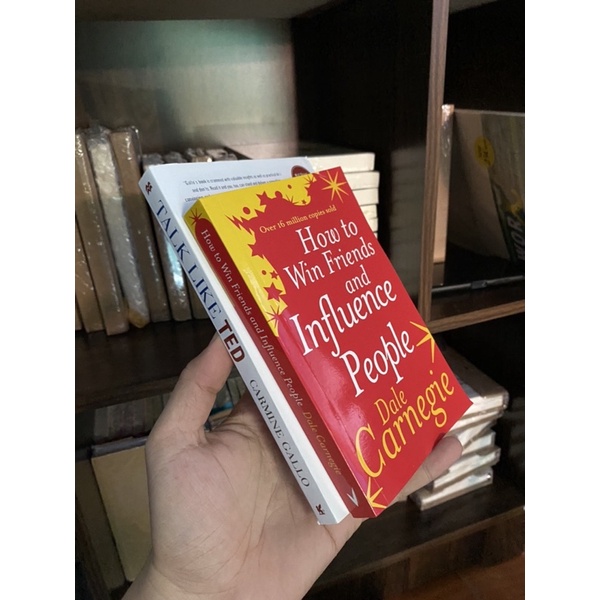 Over 16 million copies sold
How to
Win Friends
and
Influence
People
Dale
Carnegie
How to Win Friends and Influence People Dale Carnegie
TALK LIKE TED CARMINE GALLO